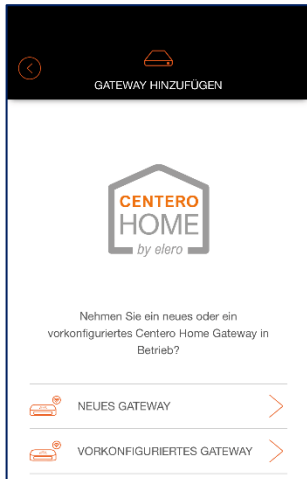 GATEWAY HINZUFÜGEN
CENTERO
HOME
by elero
Nehmen Sie ein neues oder ein
vorkonfiguriertes Centero Home Gateway in
Betrieb?
NEUES GATEWAY
VORKONFIGURIERTES GATEWAY